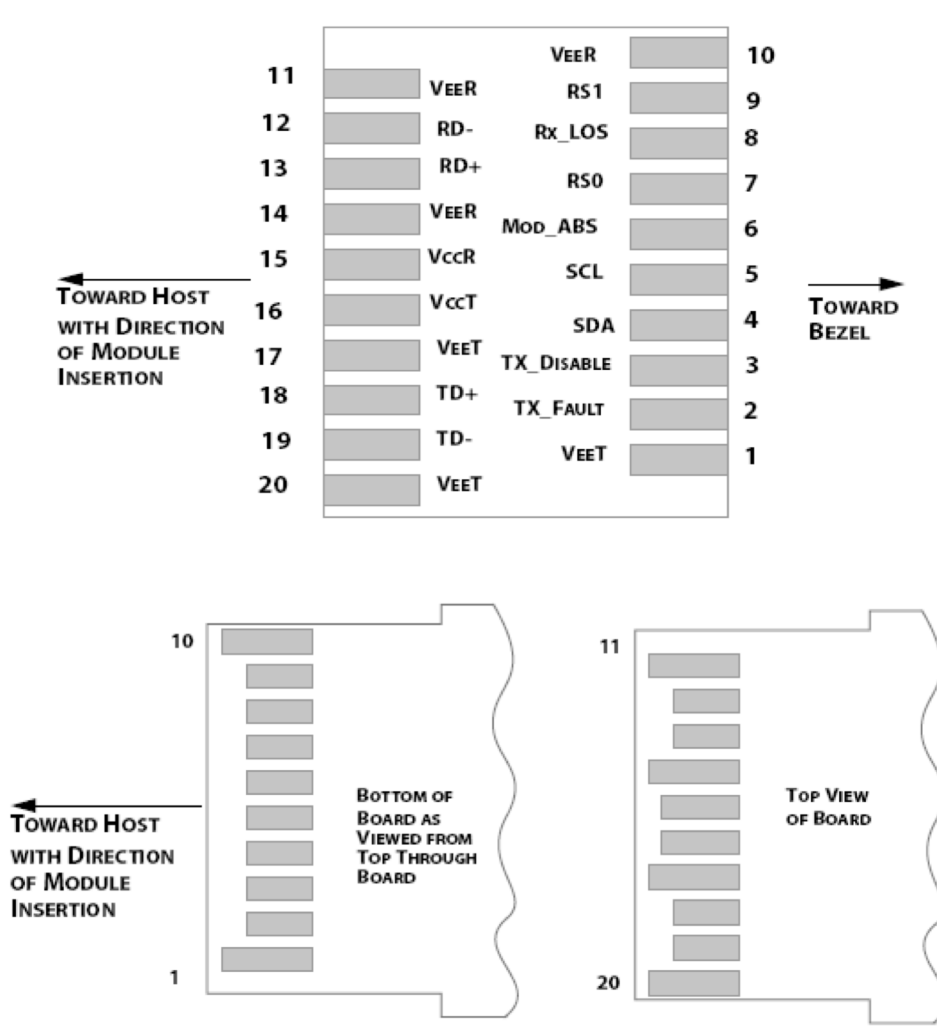 VEER 10
11 VEER RS1 9
12 RD- RX_LOS 8
13 RD+ RS0 7
14 VEER MOD_ABS 6
15 VCCR SCL 5
16 VCCT SDA 4
17 VEET TX_DISABLE 3
18 TD+ TX_FAULT 2
19 TD- VEET 1
20 VEET
TOWARD HOST
WITH DIRECTION
OF MODULE
INSERTION
TOWARD
BEZEL
10
1
TOWARD HOST
WITH DIRECTION
OF MODULE
INSERTION
BOTTOM OF
BOARD AS
VIEWED FROM
TOP THROUGH
BOARD
11
20
TOP VIEW
OF BOARD